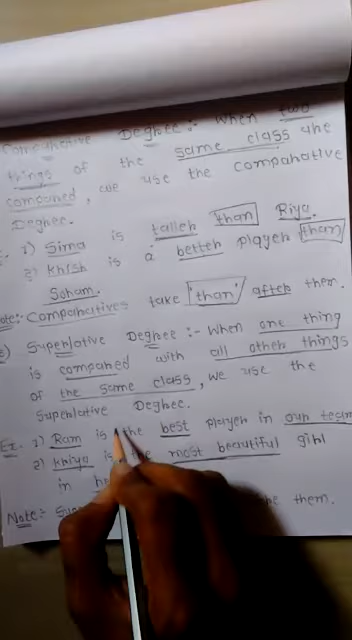 Comparative Degree :- When two
things of the same class are
compared, we use the comparative
Degree.
1) Sima is taller than Riya.
2) Krish is a better player than
Soham.
Note:- Comparatives take 'than' after them.
Superlative Degree :- When one thing
is compared with all other things
of the same class, we use the
Superlative Degree.
Ex. 1) Ram is the best player in our team
2) Kriya is the most beautiful girl
in
Note:- them.